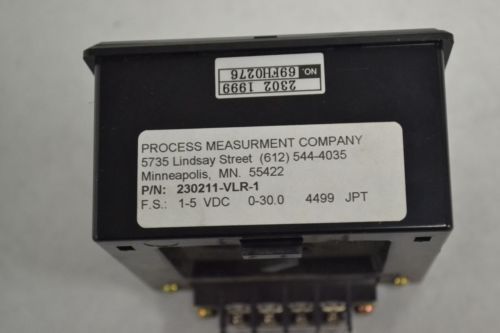 2302 1999
NO. 69FH0276
PROCESS MEASURMENT COMPANY
5735 Lindsay Street (612) 544-4035
Minneapolis, MN. 55422
P/N: 230211-VLR-1
F.S.: 1-5 VDC 0-30.0 4499 JPT